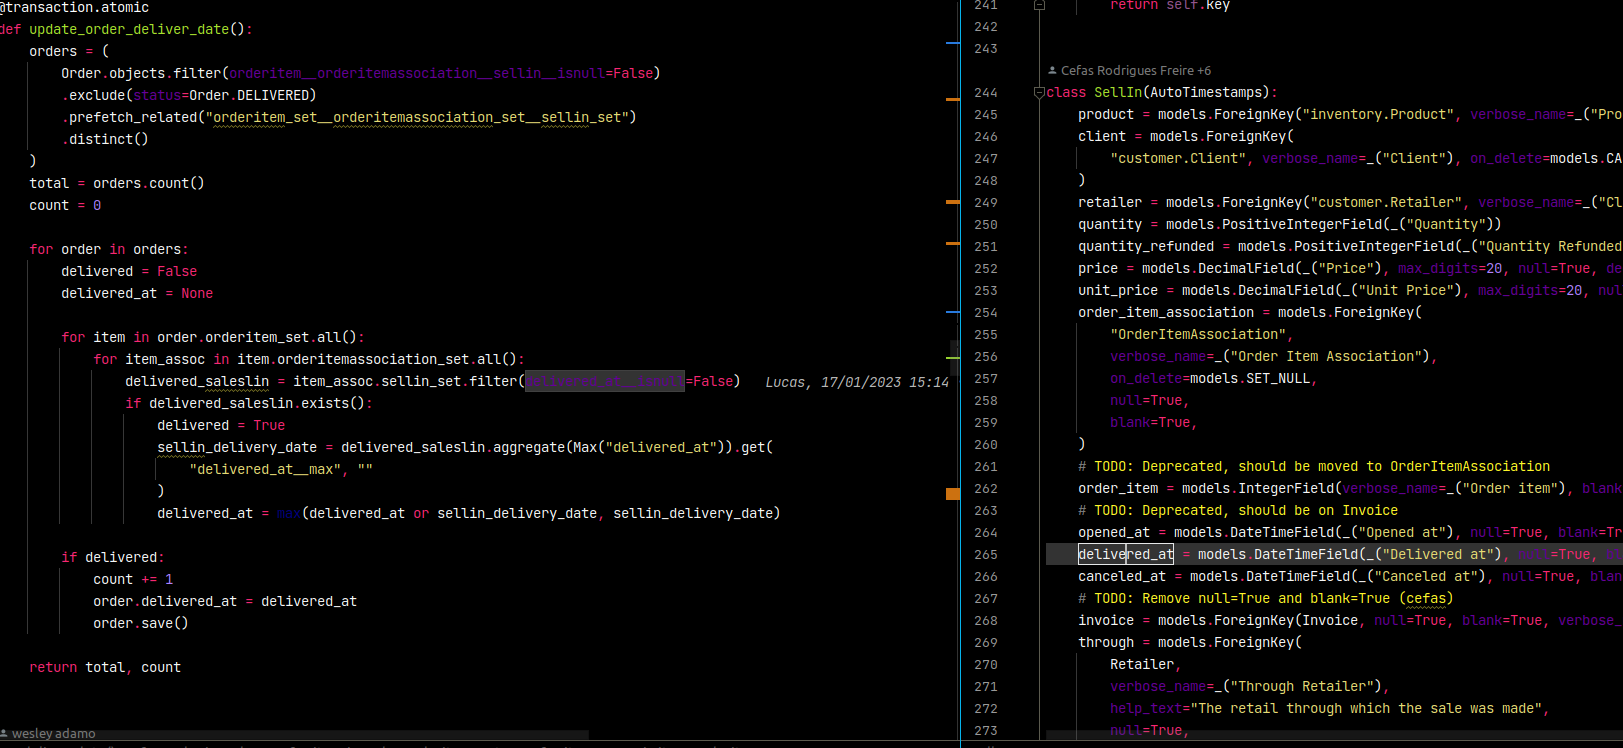 @transaction.atomic
def update_order_deliver_date():
    orders = (
        Order.objects.filter(orderitem__orderitemassociation__sellin__isnull=False)
        .exclude(status=Order.DELIVERED)
        .prefetch_related("orderitem_set__orderitemassociation_set__sellin_set")
        .distinct()
    )
    total = orders.count()
    count = 0
    for order in orders:
        delivered = False
        delivered_at = None
        for item in order.orderitem_set.all():
            for item_assoc in item.orderitemassociation_set.all():
                delivered_saleslin = item_assoc.sellin_set.filter(delivered_at__isnull=False) Lucas, 17/01/2023 15:14
                if delivered_saleslin.exists():
                    delivered = True
                    sellin_delivery_date = delivered_saleslin.aggregate(Max("delivered_at")).get(
                        "delivered_at__max", ""
                    )
                    delivered_at = max(delivered_at or sellin_delivery_date, sellin_delivery_date)
        if delivered:
            count += 1
            order.delivered_at = delivered_at
            order.save()
    return total, count
wesley adamo
241 return self.key
242
243
Cefas Rodrigues Freire +6
244 class SellIn(AutoTimestamps):
245     product = models.ForeignKey("inventory.Product", verbose_name=_("Pro
246     client = models.ForeignKey(
247         "customer.Client", verbose_name=_("Client"), on_delete=models.CA
248     )
249     retailer = models.ForeignKey("customer.Retailer", verbose_name=_("Cl
250     quantity = models.PositiveIntegerField(_("Quantity"))
251     quantity_refunded = models.PositiveIntegerField(_("Quantity Refunded
252     price = models.DecimalField(_("Price"), max_digits=20, null=True, de
253     unit_price = models.DecimalField(_("Unit Price"), max_digits=20, nul
254     order_item_association = models.ForeignKey(
255         "OrderItemAssociation",
256         verbose_name=_("Order Item Association"),
257         on_delete=models.SET_NULL,
258         null=True,
259         blank=True,
260     )
261     # TODO: Deprecated, should be moved to OrderItemAssociation
262     order_item = models.IntegerField(verbose_name=_("Order item"), blank
263     # TODO: Deprecated, should be on Invoice
264     opened_at = models.DateTimeField(_("Opened at"), null=True, blank=Tr
265     delivered_at = models.DateTimeField(_("Delivered at"), null=True,
266     canceled_at = models.DateTimeField(_("Canceled at"), null=True, blan
267     # TODO: Remove null=True and blank=True (cefas)
268     invoice = models.ForeignKey(Invoice, null=True, blank=True, verbose_
269     through = models.ForeignKey(
270         Retailer,
271         verbose_name=_("Through Retailer"),
272         help_text="The retail through which the sale was made",
273         null=True,